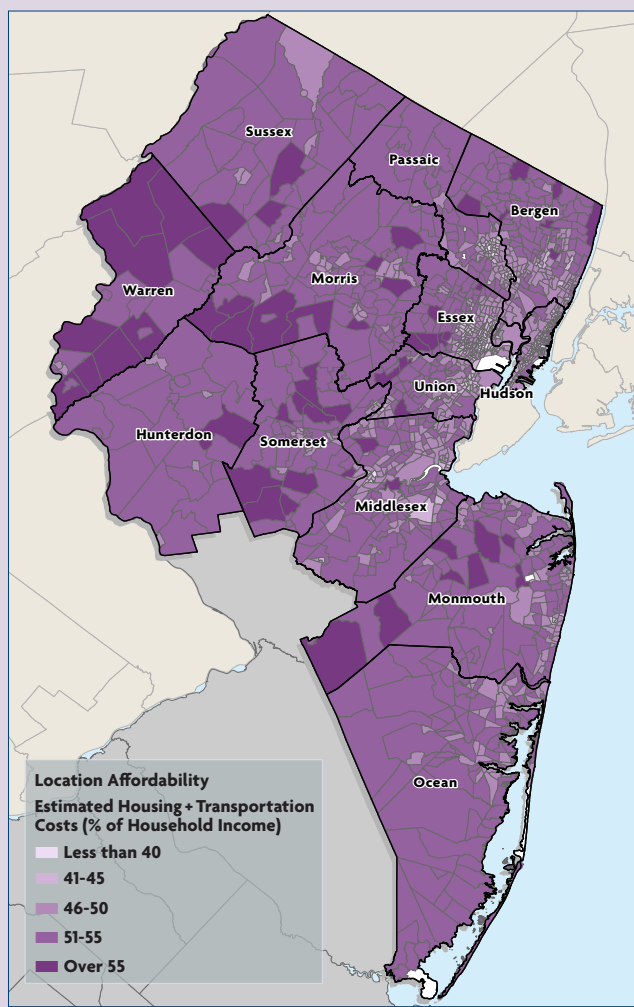 Sussex
Passaic
Bergen
Warren
Morris
Essex
Union
Hudson
Hunterdon
Somerset
Middlesex
Monmouth
Ocean
Location Affordability
Estimated Housing + Transportation
Costs (% of Household Income)
Less than 40
41-45
46-50
51-55
Over 55